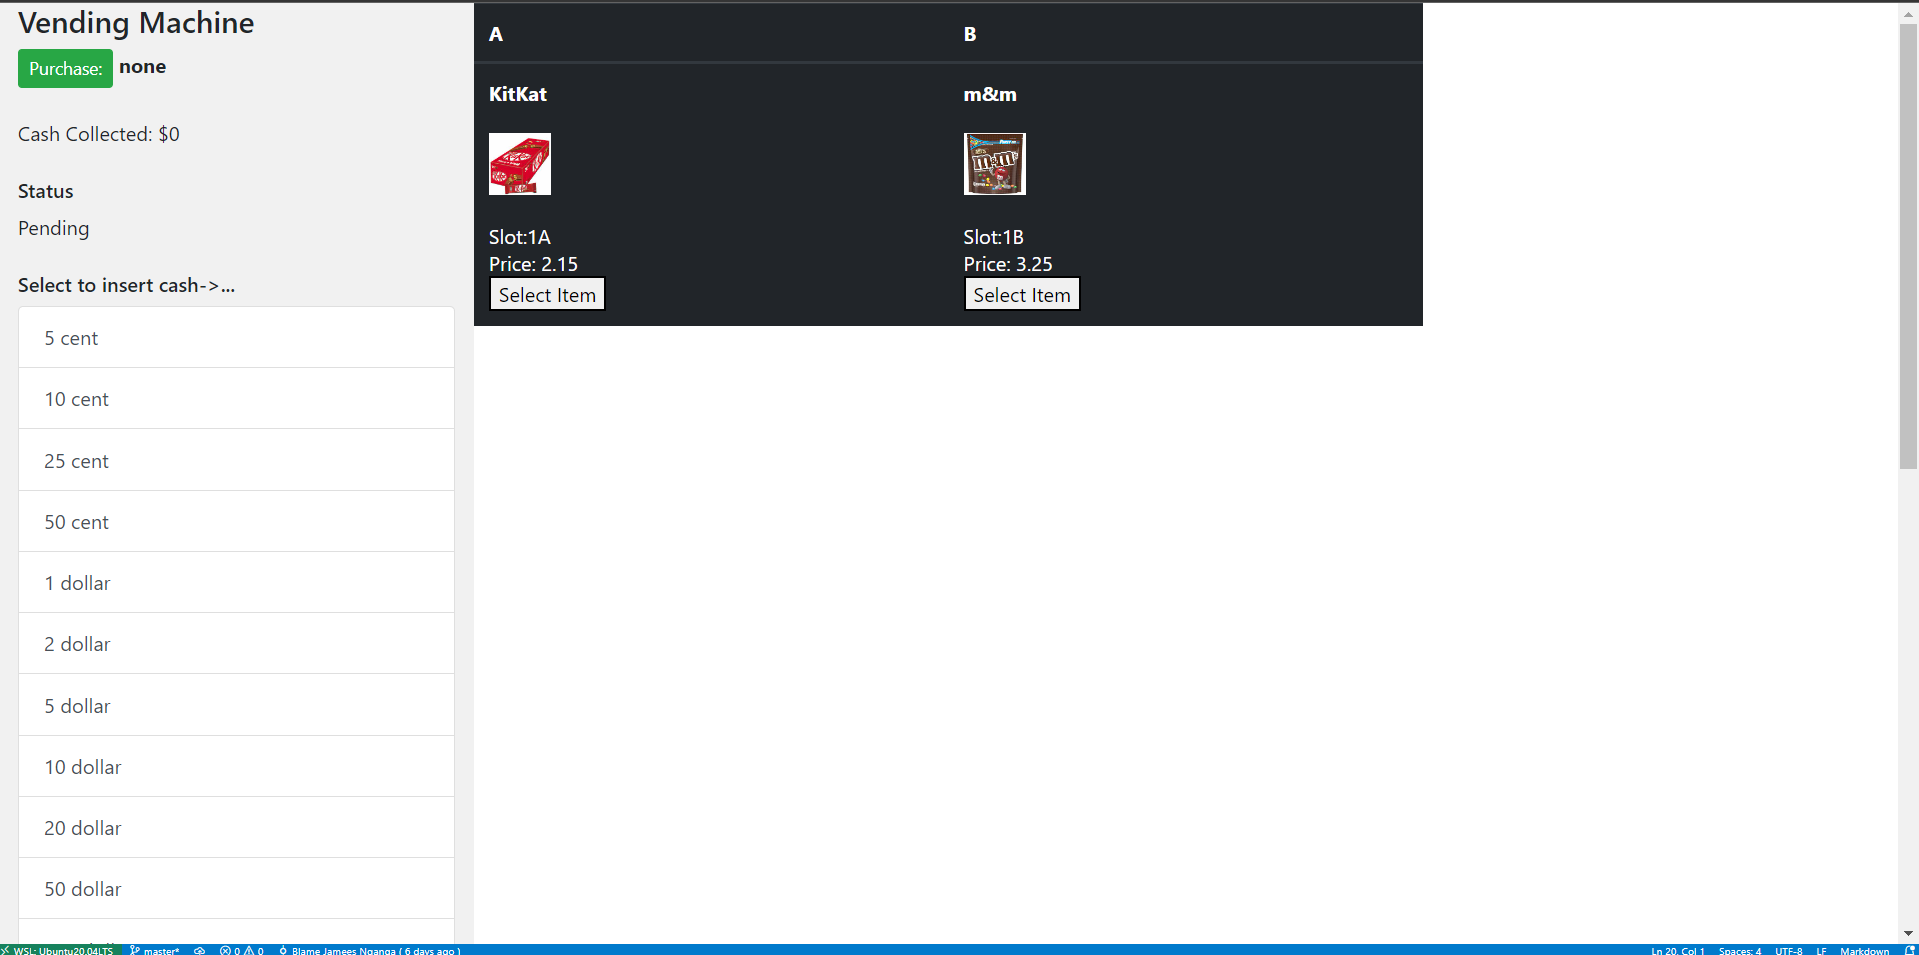 Vending Machine
Purchase: none
Cash Collected: $0
Status
Pending
Select to insert cash->...
5 cent
10 cent
25 cent
50 cent
1 dollar
2 dollar
5 dollar
10 dollar
20 dollar
50 dollar
A B
KitKat m&m
m&m's
Slot:1A Slot:1B
Price: 2.15 Price: 3.25
Select Item Select Item
WSL: Ubuntu20.04LTS master* 0 0 Blame Jamees Nganga ( 6 days ago ) Ln 20, Col 1 Spaces: 4 UTF-8 LF Markdown